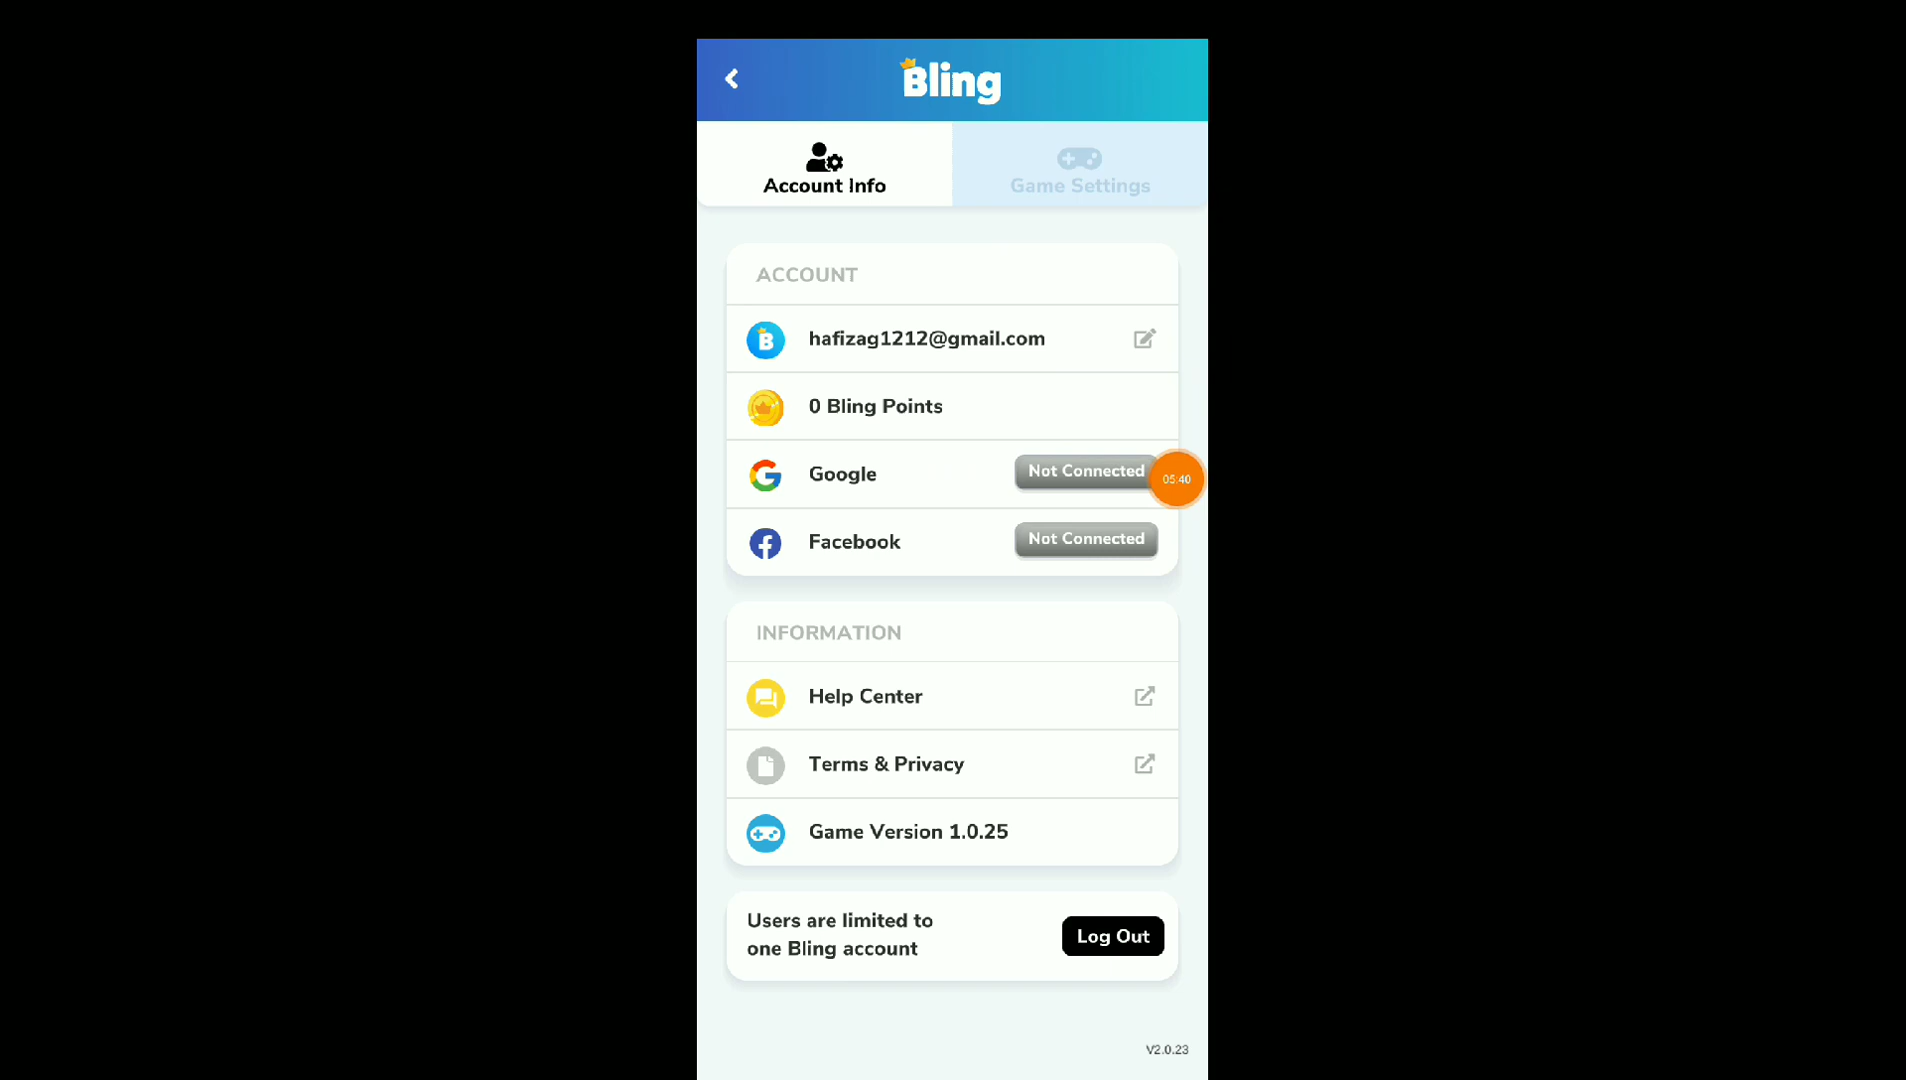 Bling
Account Info
Game Settings
ACCOUNT
B hafizag1212@gmail.com
0 Bling Points
Google Not Connected
05:40
Facebook Not Connected
INFORMATION
Help Center
Terms & Privacy
Game Version 1.0.25
Users are limited to
one Bling account
Log Out
V2.0.23